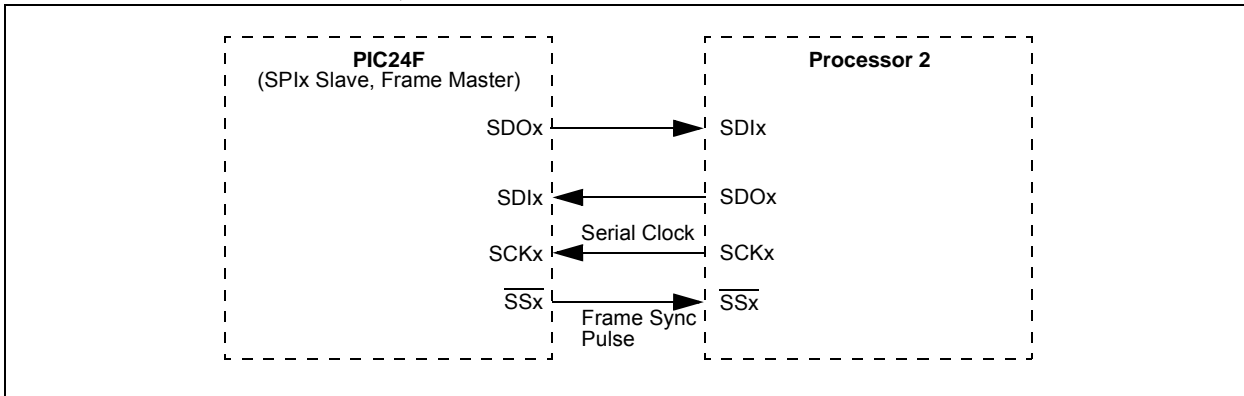 PIC24F
(SPIx Slave, Frame Master)
Processor 2
SDOx
SDIx
SDIx
SDOx
Serial Clock
SCKx
SCKx
SSx
SSx
Frame Sync
Pulse